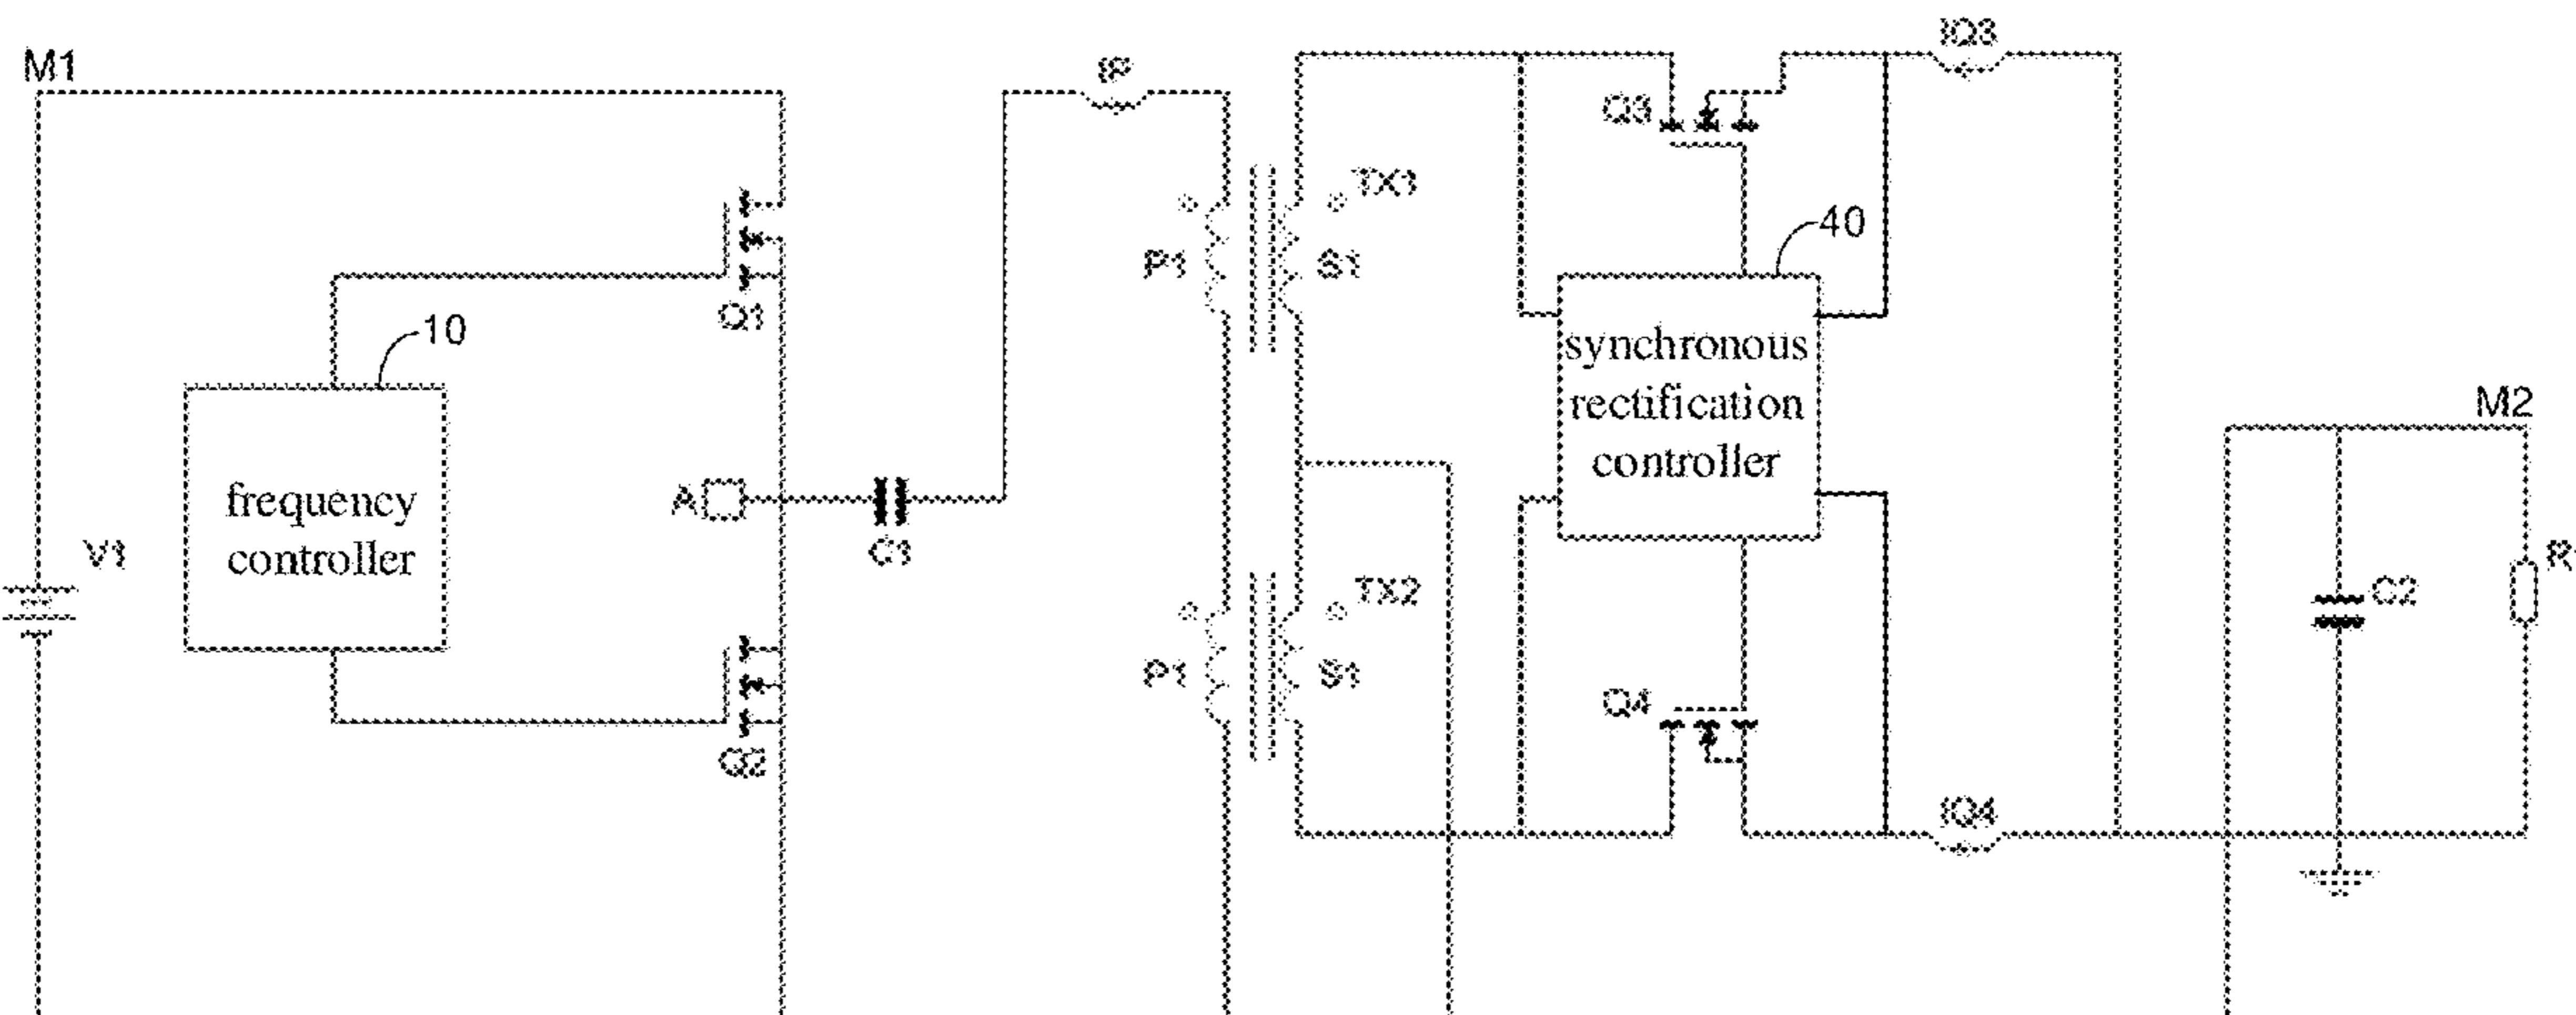 M1
IP
IQ3
Q3
TX1
40
P1
S1
Q1
10
synchronous
rectification
controller
M2
frequency
controller
A
C1
V1
R
C2
TX2
P1
S1
Q4
Q2
IQ4